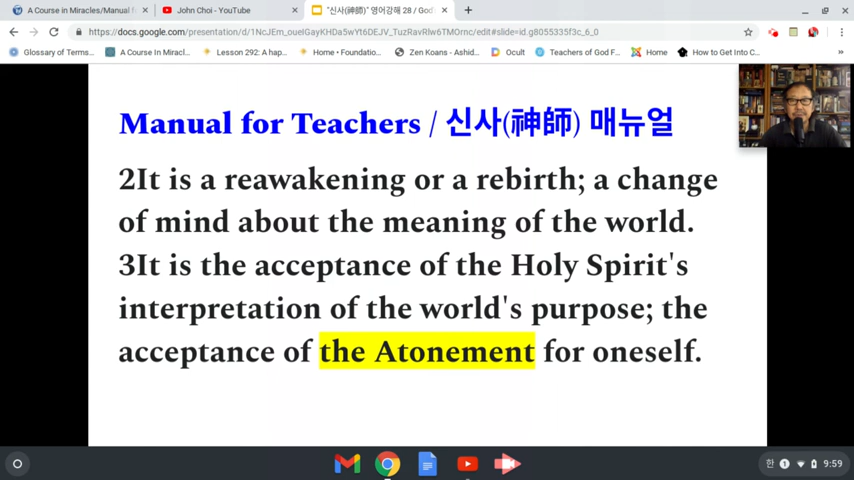 A Course in Miracles/Manual f
John Choi - YouTube
"신사(神師)" 영어강해 28 / God
https://docs.google.com/presentation/d/1NcJEm_oueIGayKHDa5wYt6DEJV_TuzRavRlw6TMOrnc/edit#slide=id.g8055335f3c_6_0
Glossary of Terms...
A Course In Miracl...
Lesson 292: A hap...
Home • Foundatio...
Zen Koans - Ashid...
Ocult
Teachers of God F...
Home
How to Get Into C...
Manual for Teachers / 신사(神師) 매뉴얼
2It is a reawakening or a rebirth; a change
of mind about the meaning of the world.
3It is the acceptance of the Holy Spirit's
interpretation of the world's purpose; the
acceptance of the Atonement for oneself.
한 1 9:59